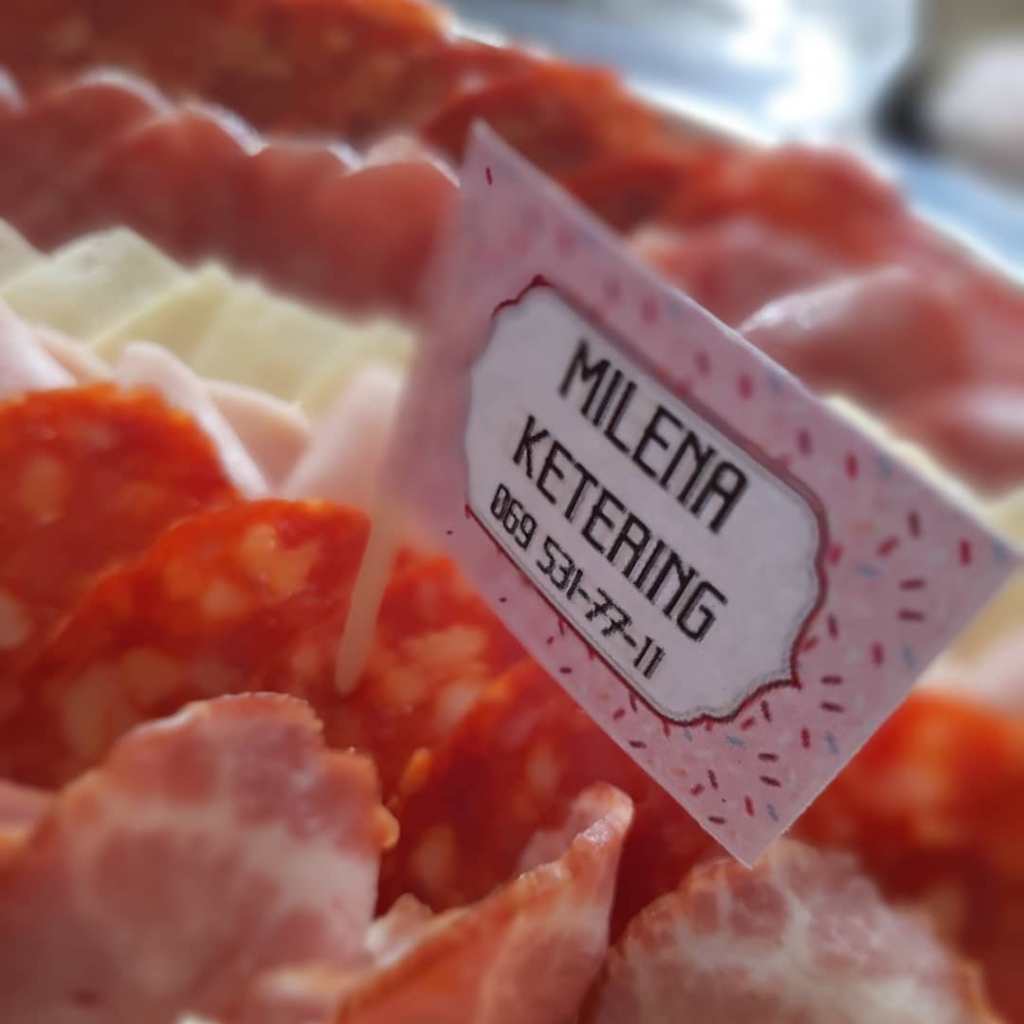 MILENA
KETERING
069 531-77-11